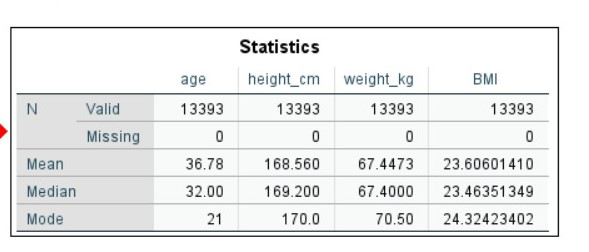 Statistics
age height_cm weight_kg BMI
N Valid 13393 13393 13393 13393
Missing 0 0 0 0
Mean 36.78 168.560 67.4473 23.60601410
Median 32.00 169.200 67.4000 23.46351349
Mode 21 170.0 70.50 24.32423402